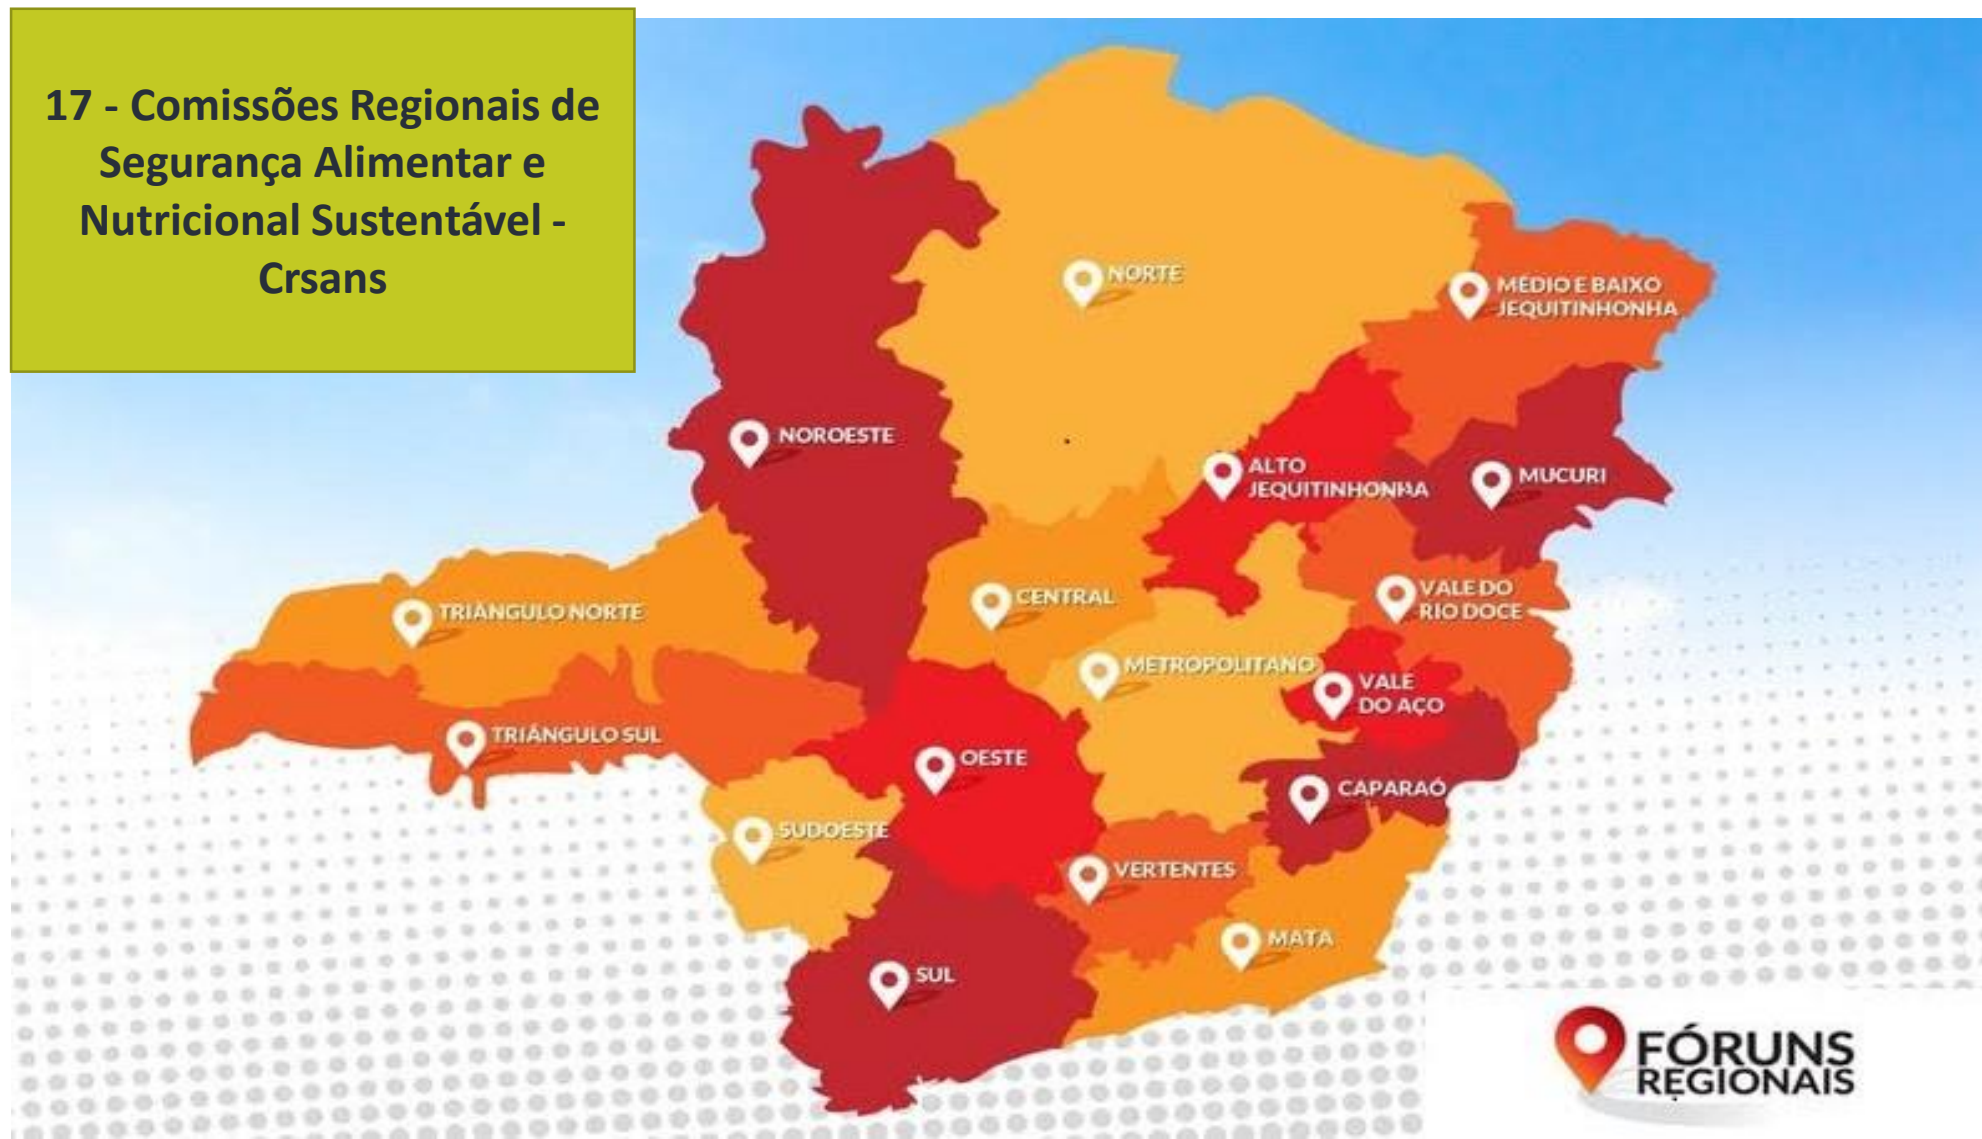 17 - Comissões Regionais de
Segurança Alimentar e
Nutricional Sustentável -
Crsans
NORTE
MÉDIO E BAIXO
JEQUITINHONHA
NOROESTE
ALTO
JEQUITINHONHA
MUCURI
TRIÂNGULO NORTE
CENTRAL
VALE DO
RIO DOCE
METROPOLITANO
VALE
DO AÇO
TRIÂNGULO SUL
OESTE
CAPARAÓ
SUDOESTE
VERTENTES
MATA
SUL
FÓRUNS
REGIONAIS